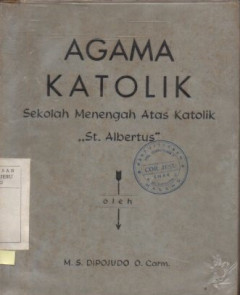 AGAMA
KATOLIK
Sekolah Menengah Atas Katolik
„St. Albertus"
oleh
M. S. DIPOJUDO O. Carm.